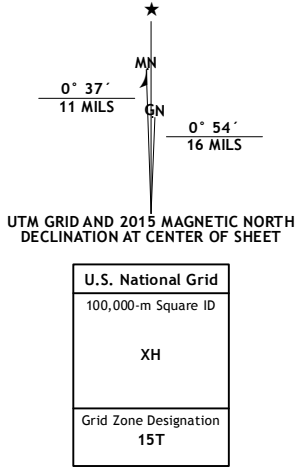 MN
0° 37´
11 MILS
GN
0° 54´
16 MILS
UTM GRID AND 2015 MAGNETIC NORTH
DECLINATION AT CENTER OF SHEET
U.S. National Grid
100,000-m Square ID
XH
Grid Zone Designation
15T